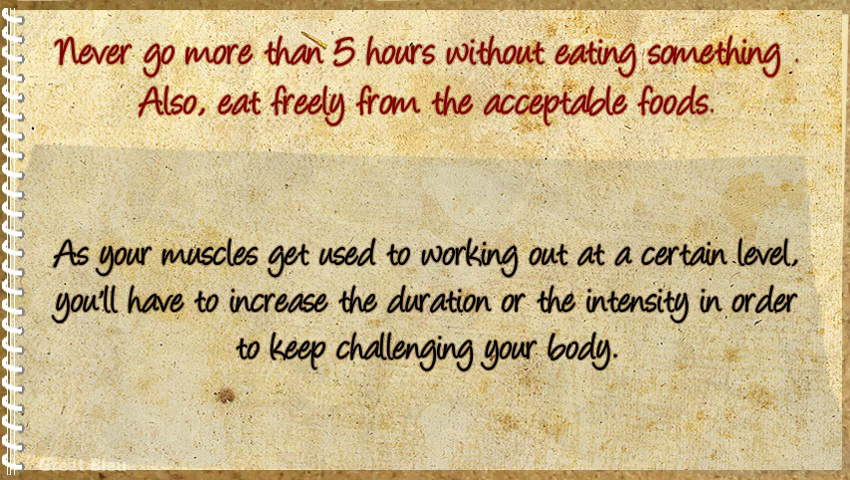 Never go more than 5 hours without eating something .
Also, eat freely from the acceptable foods.
As your muscles get used to working out at a certain level,
you'll have to increase the duration or the intensity in order
to keep challenging your body.